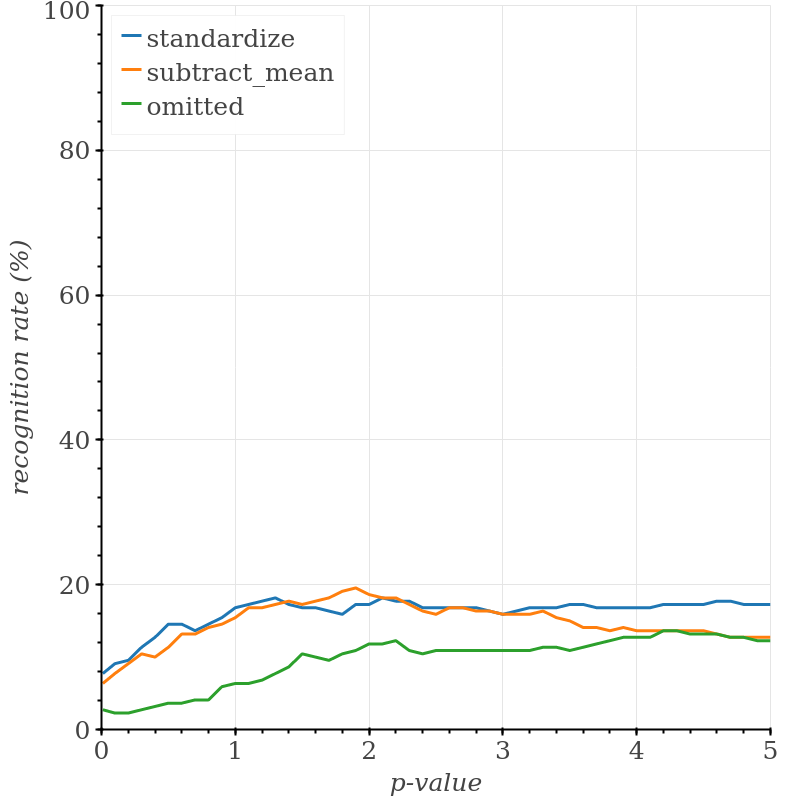 standardize
subtract_mean
omitted
recognition rate (%)
100
80
60
40
20
0
0 1 2 3 4 5
p-value